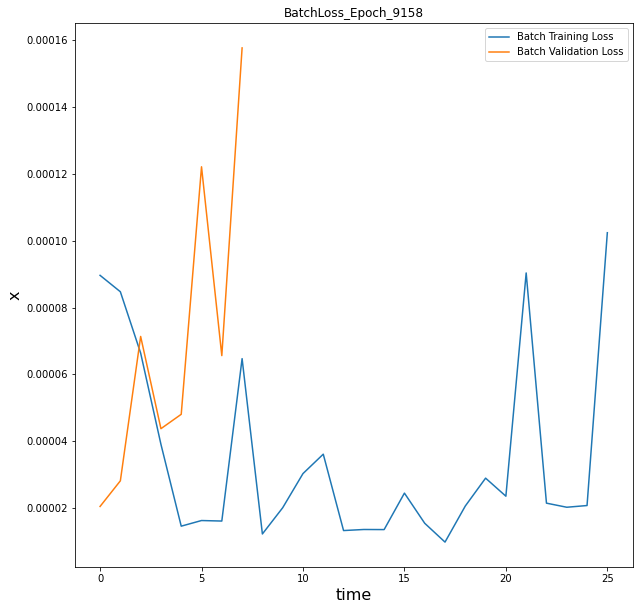 BatchLoss_Epoch_9158
Batch Training Loss
Batch Validation Loss
0.00016
0.00014
0.00012
0.00010
0.00008
0.00006
0.00004
0.00002
x
0 5 10 15 20 25
time